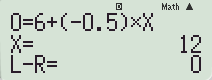 D Math ▲
0=6+(-0.5)×X
X= 12
L-R= 0